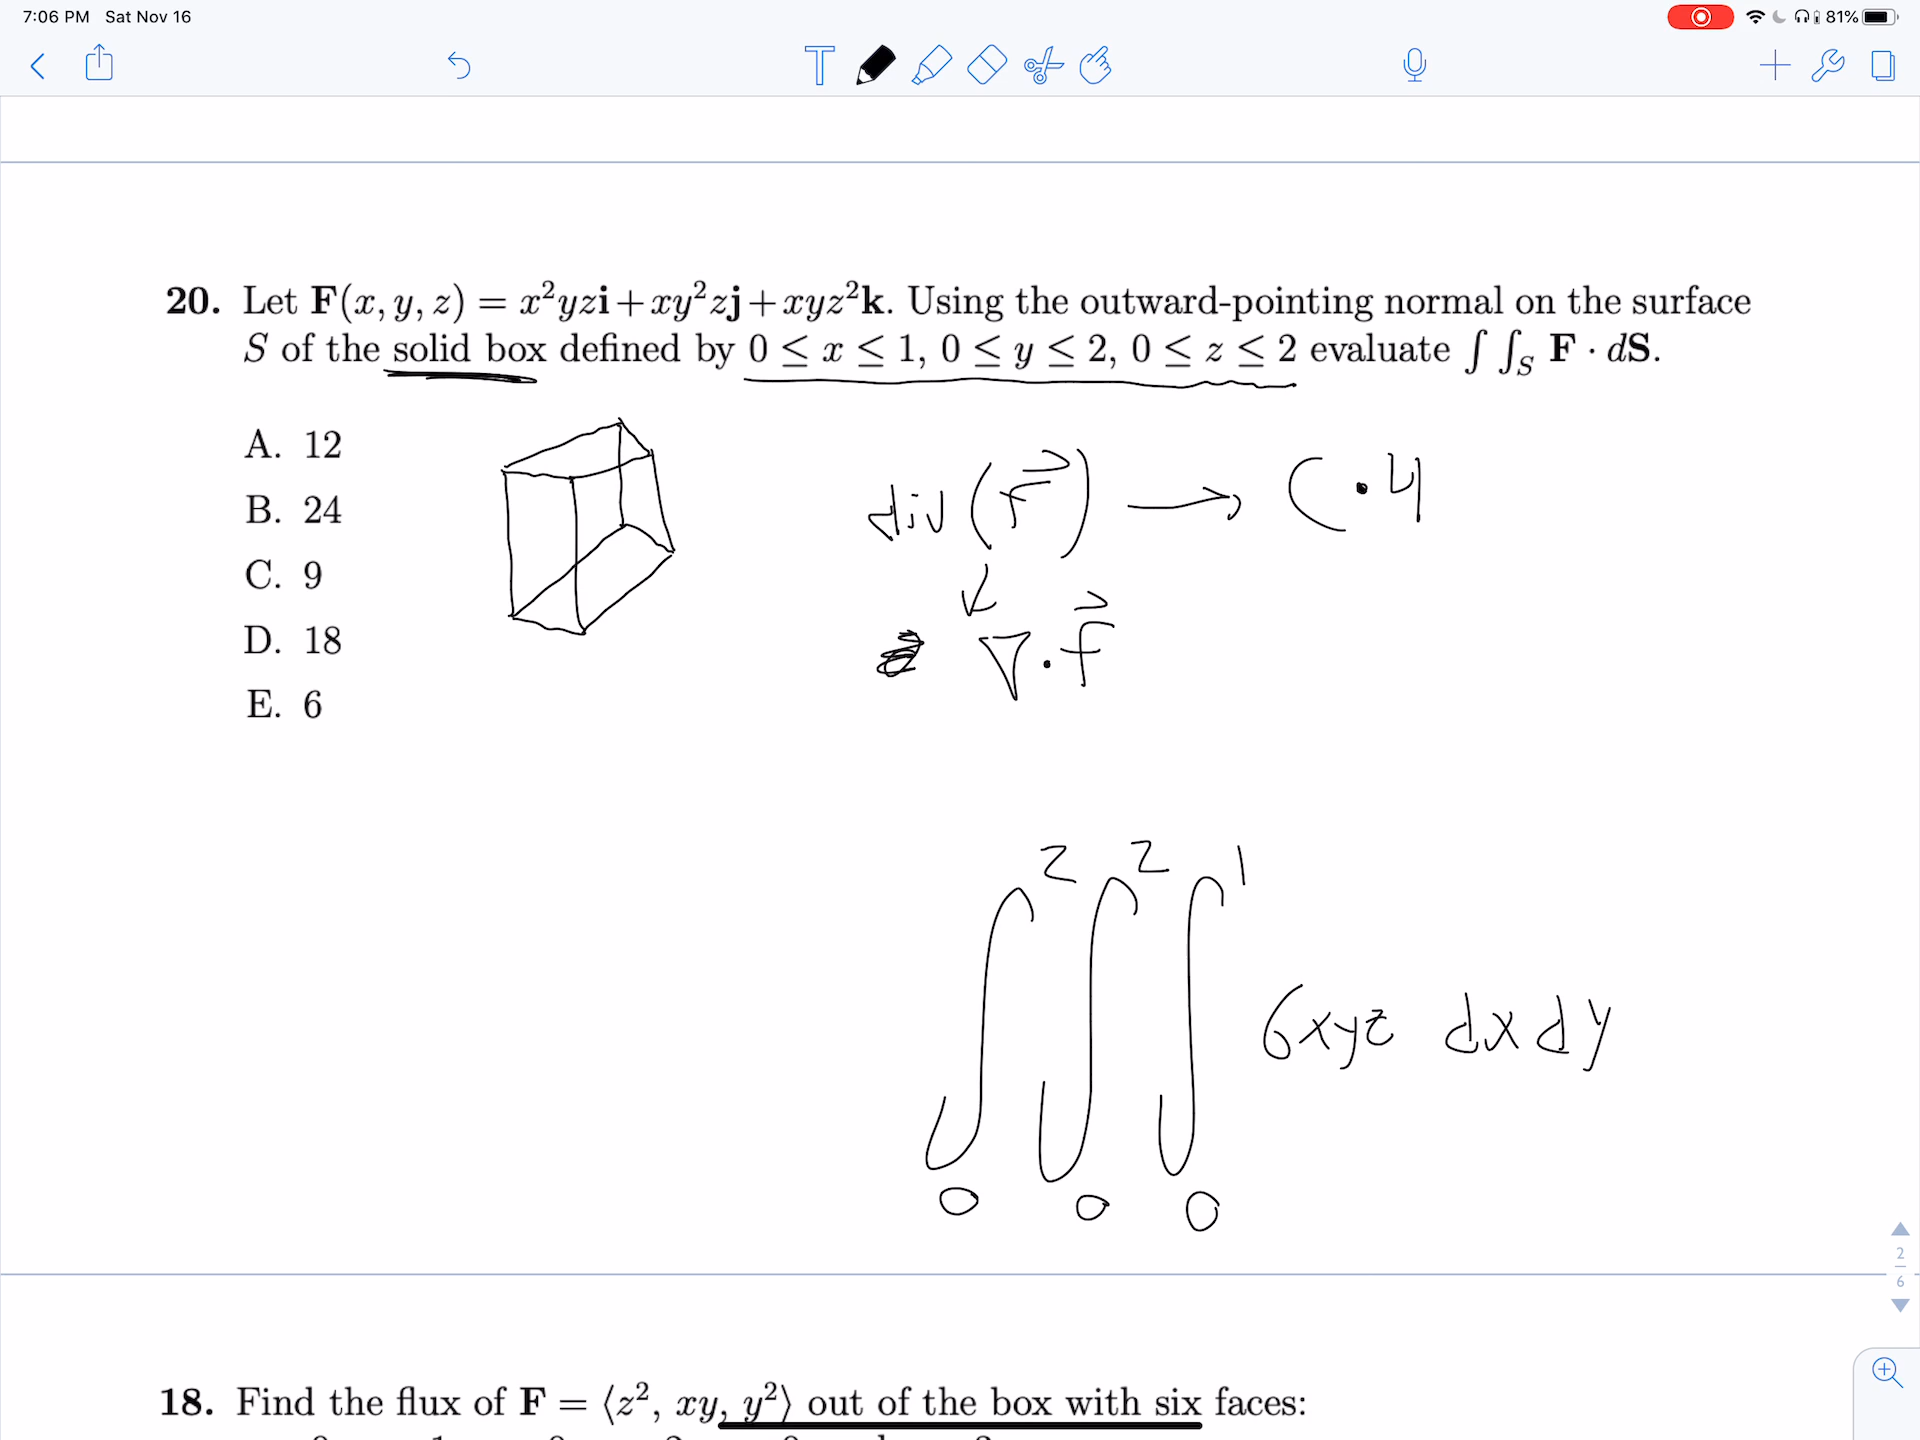 7:06 PM Sat Nov 16
81%
20. Let F(x, y, z) = x²yzi+xy²zj+xyz²k. Using the outward-pointing normal on the surface
S of the solid box defined by 0 ≤ x ≤ 1, 0 ≤ y ≤ 2, 0 ≤ z ≤ 2 evaluate ∫ ∫_S F · dS.
A. 12
B. 24
C. 9
D. 18
E. 6
div(F⃗) → C·4
∇·F⃗
2 2 1
∫ ∫ ∫ 6xyz dx dy
0 0 0
2
6
18. Find the flux of F = ⟨z², xy, y²⟩ out of the box with six faces: